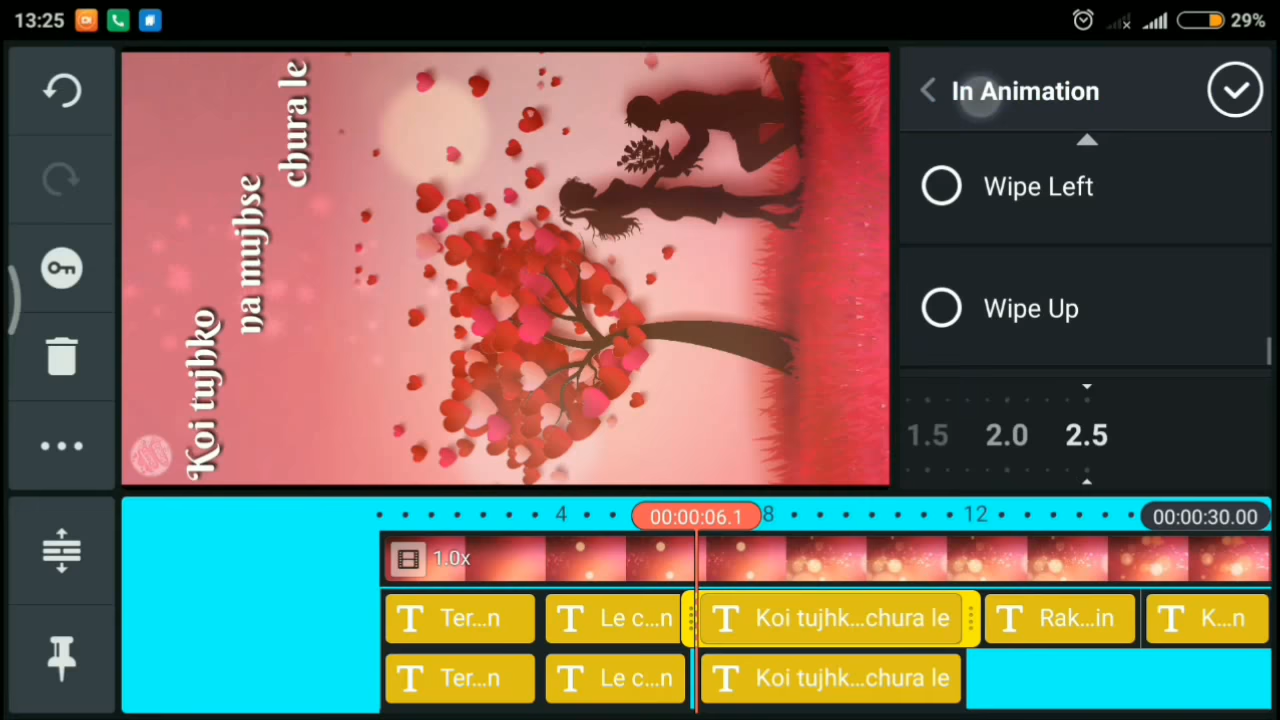 13:25
29%
Koi tujhko
na mujhse
chura le
In Animation
Wipe Left
Wipe Up
1.5 2.0 2.5
4 8 12
00:00:06.1
00:00:30.00
1.0x
T Ter...n T Le c...n T Koi tujhk...chura le T Rak...in T K...n
T Ter...n T Le c...n T Koi tujhk...chura le